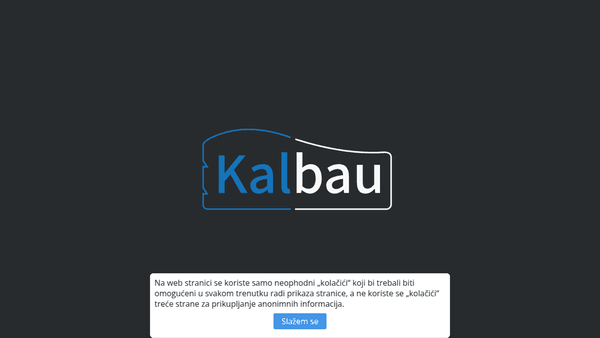 Kalbau
Na web stranici se koriste samo neophodni „kolačići” koji bi trebali biti
omogućeni u svakom trenutku radi prikaza stranice, a ne koriste se „kolačići”
treće strane za prikupljanje anonimnih informacija.
Slažem se